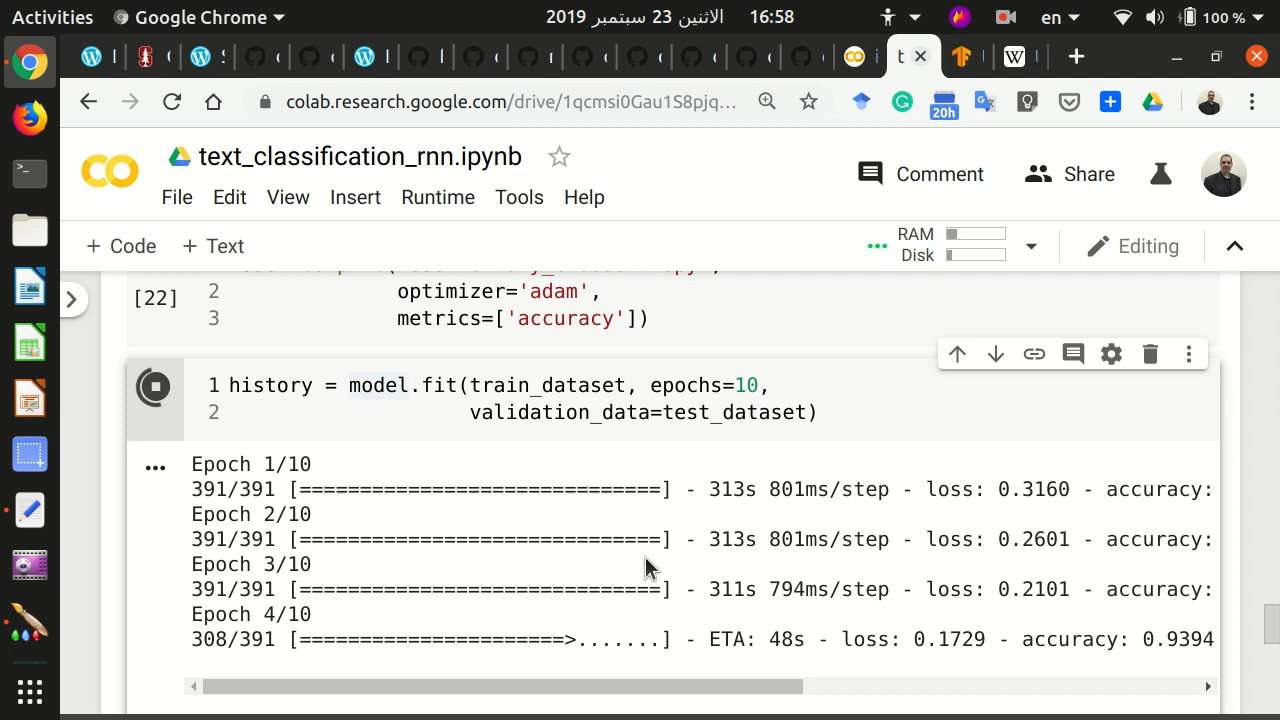 Activities Google Chrome الاثنين 23 سبتمبر 2019 16:58 en 100 %
colab.research.google.com/drive/1qcmsi0Gau1S8pjq... 20h
text_classification_rnn.ipynb
Comment Share
File Edit View Insert Runtime Tools Help
+ Code + Text
RAM
Disk
Editing
[22]
2 optimizer='adam',
3 metrics=['accuracy'])
1 history = model.fit(train_dataset, epochs=10,
2 validation_data=test_dataset)
Epoch 1/10
391/391 [==============================] - 313s 801ms/step - loss: 0.3160 - accuracy:
Epoch 2/10
391/391 [==============================] - 313s 801ms/step - loss: 0.2601 - accuracy:
Epoch 3/10
391/391 [==============================] - 311s 794ms/step - loss: 0.2101 - accuracy:
Epoch 4/10
308/391 [======================>.......] - ETA: 48s - loss: 0.1729 - accuracy: 0.9394